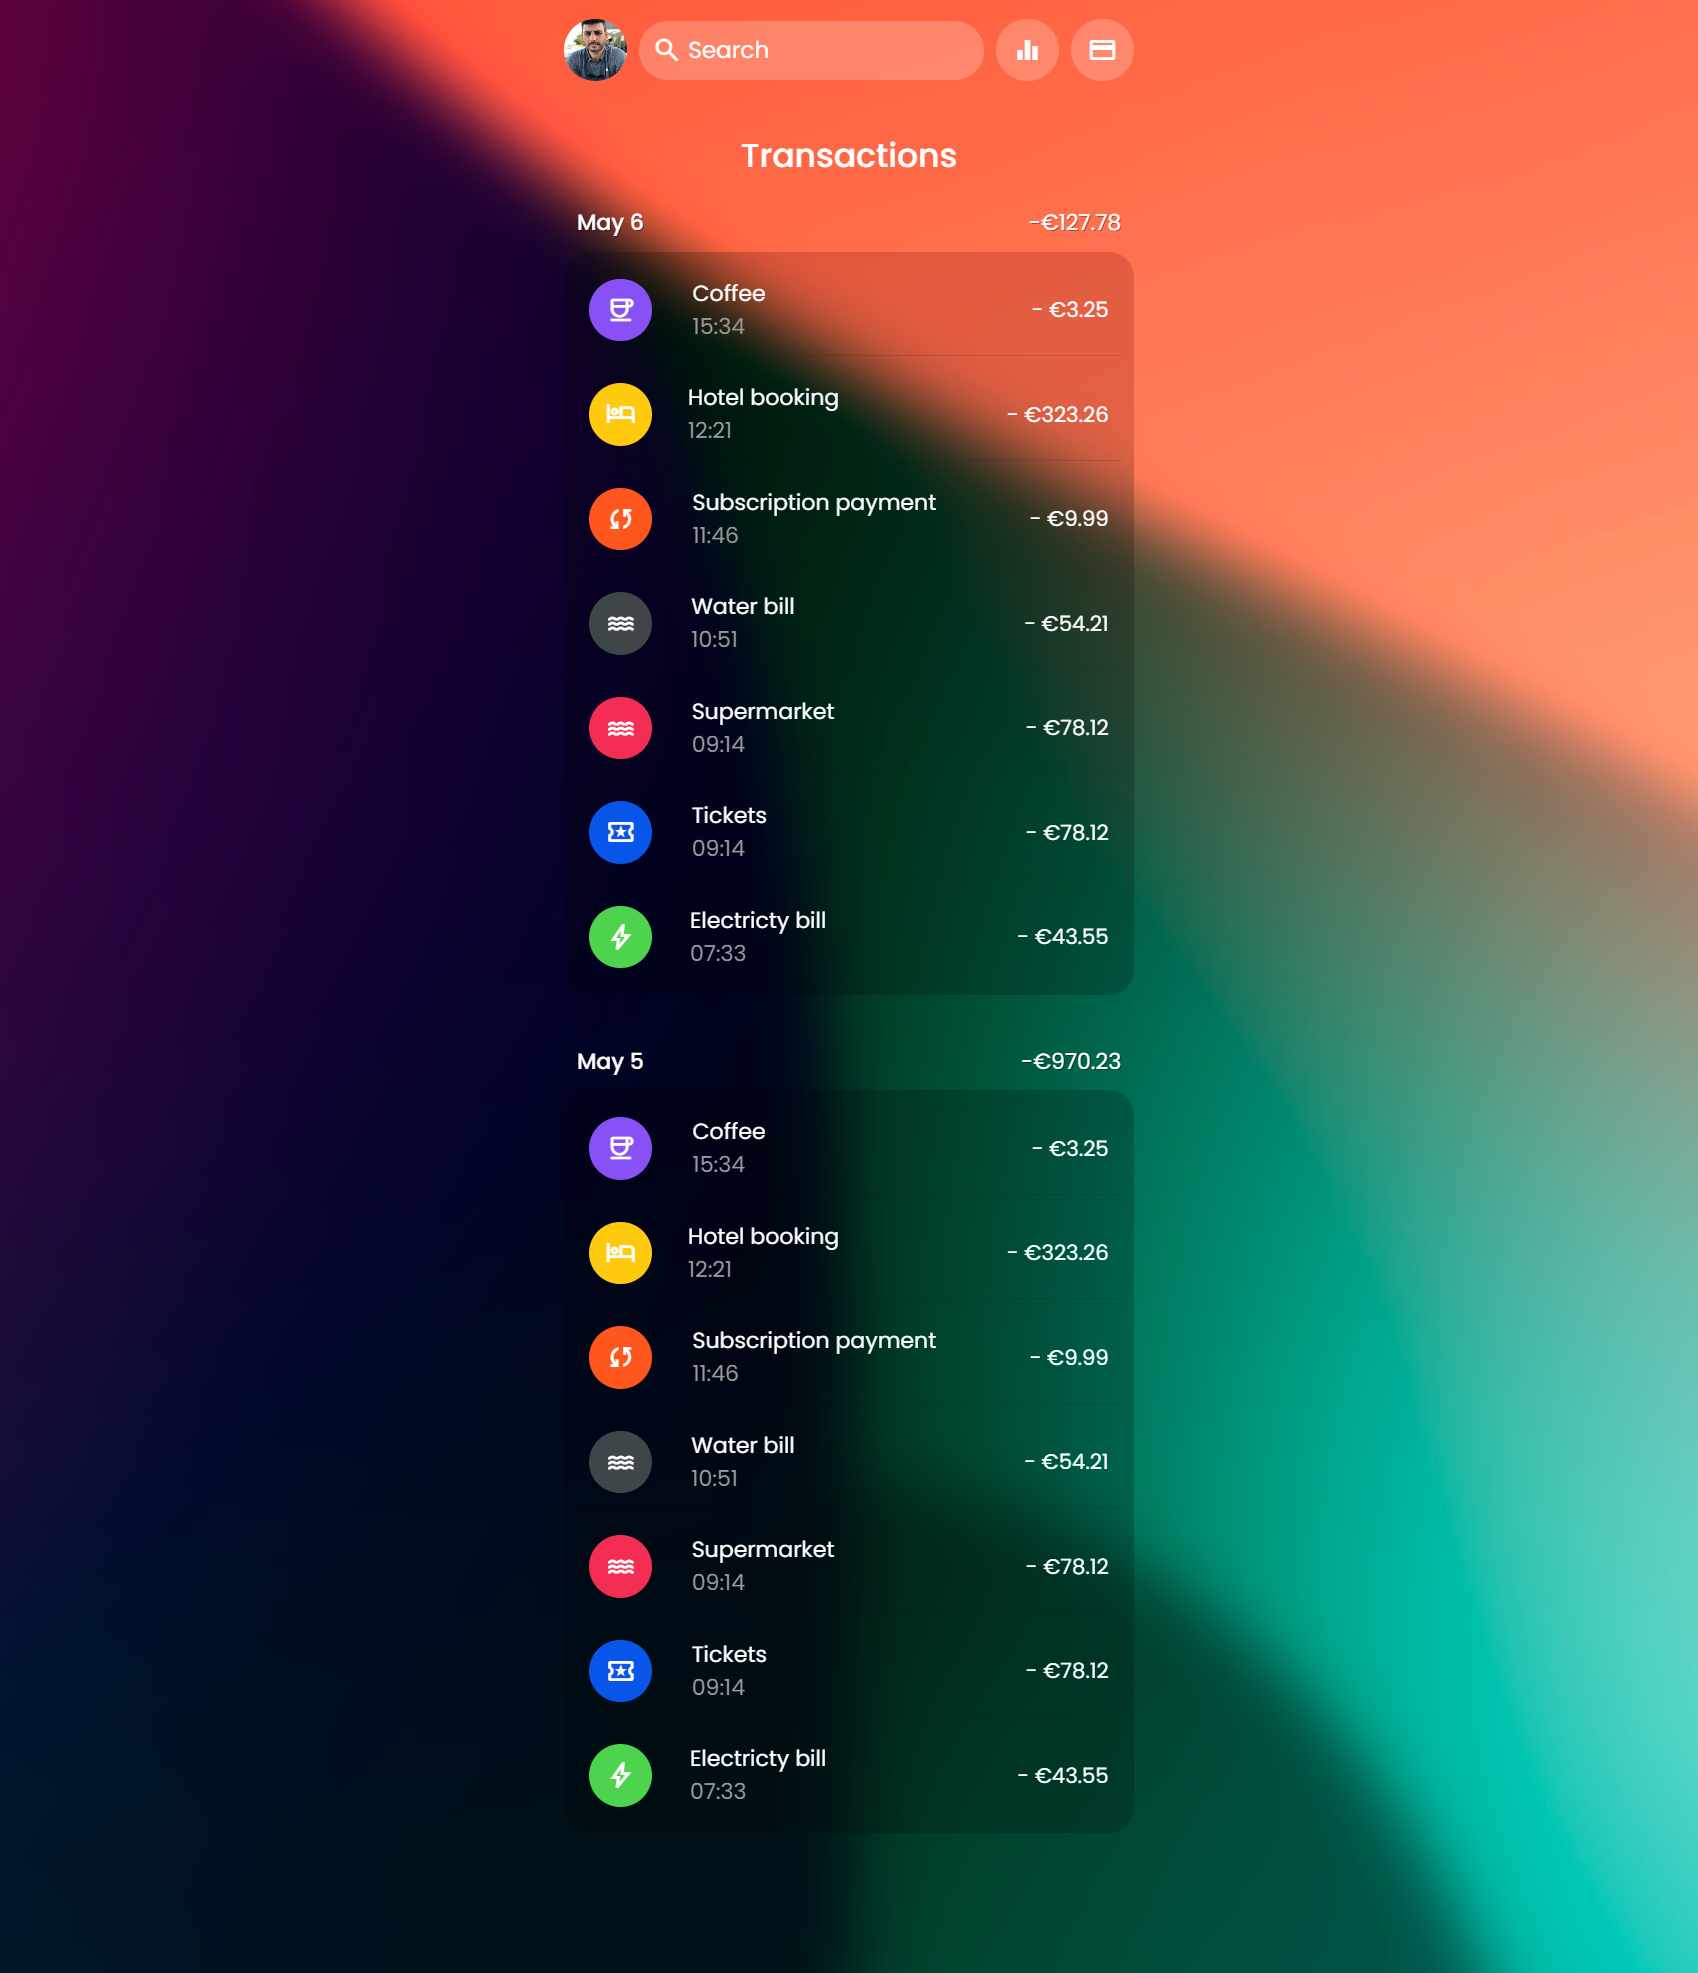 Search
Transactions
May 6 -€127.78
Coffee
15:34
- €3.25
Hotel booking
12:21
- €323.26
Subscription payment
11:46
- €9.99
Water bill
10:51
- €54.21
Supermarket
09:14
- €78.12
Tickets
09:14
- €78.12
Electricty bill
07:33
- €43.55
May 5 -€970.23
Coffee
15:34
- €3.25
Hotel booking
12:21
- €323.26
Subscription payment
11:46
- €9.99
Water bill
10:51
- €54.21
Supermarket
09:14
- €78.12
Tickets
09:14
- €78.12
Electricty bill
07:33
- €43.55